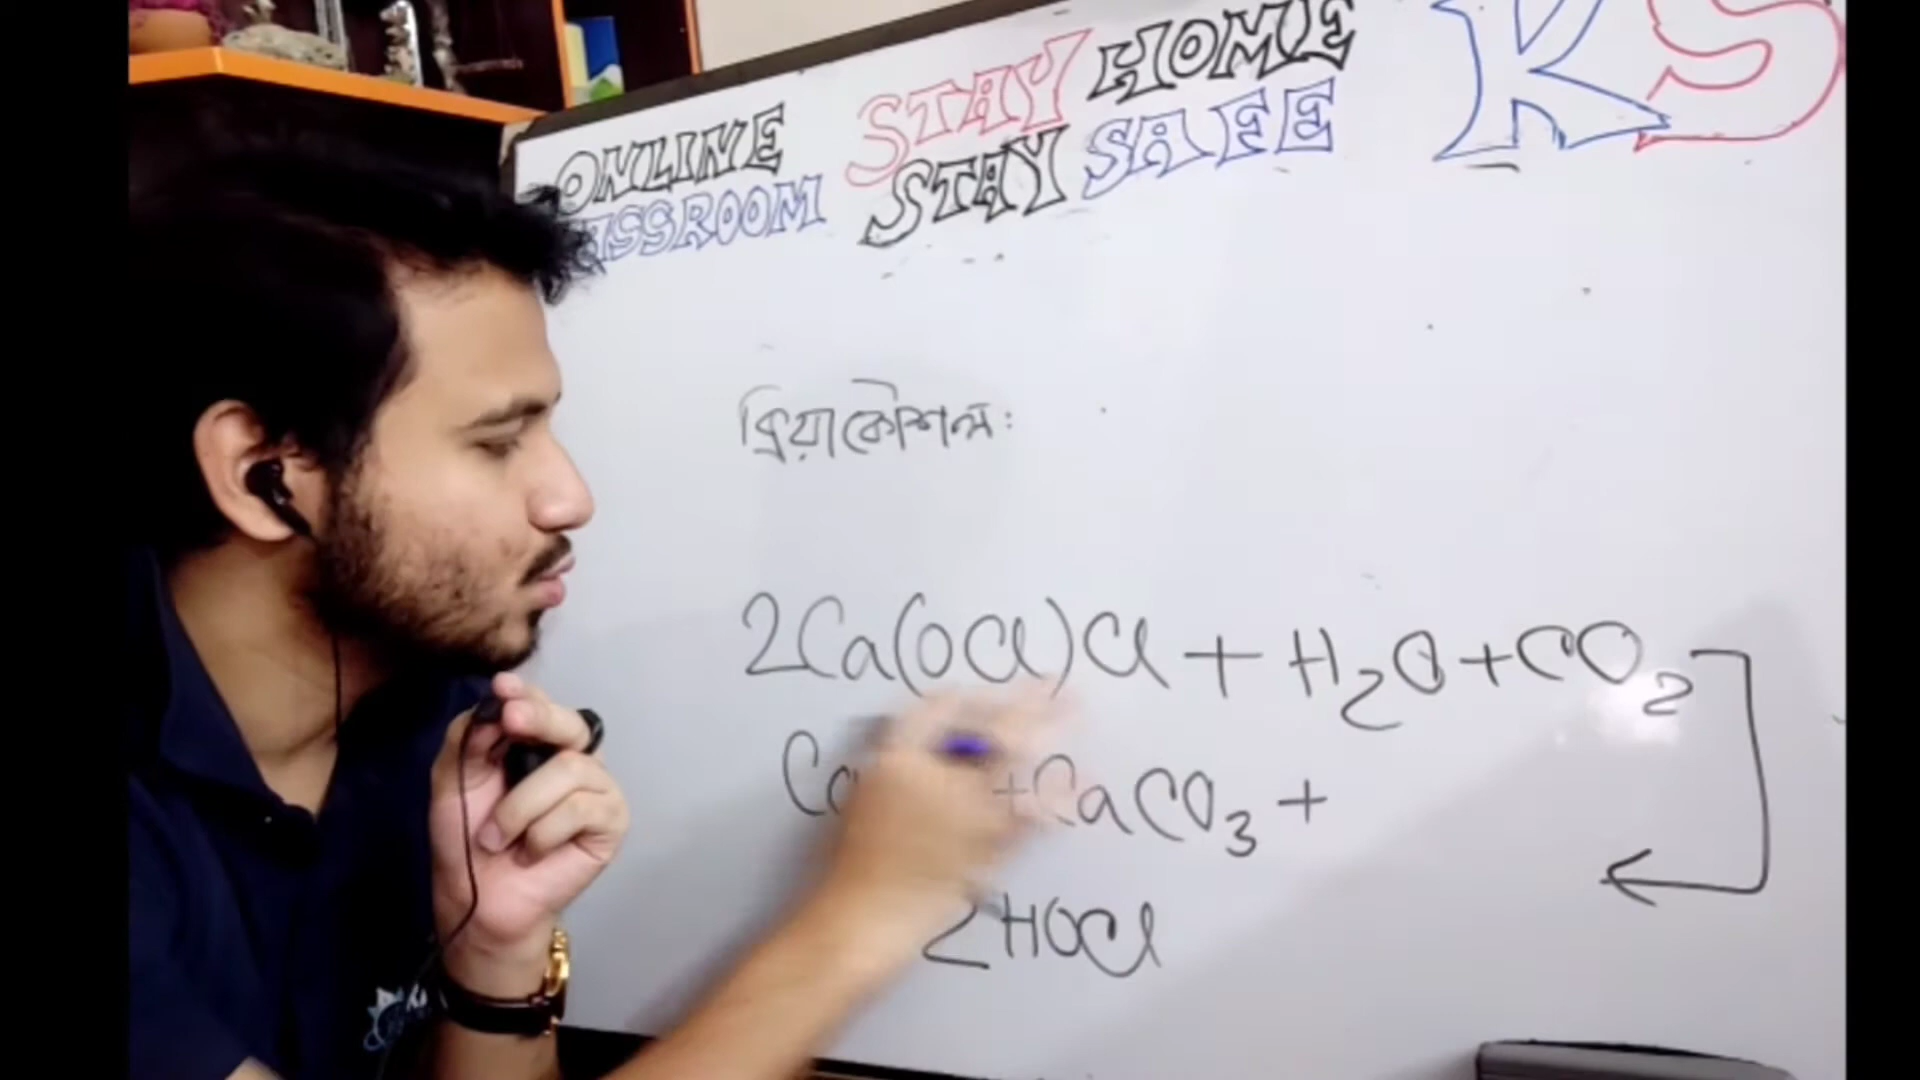 ONLINE STAY HOME KS
STAY SAFE
ক্রিয়াকৌশল:
2Ca(OCl)Cl + H2O + CO2
+ CaCO3 +
2HOCl